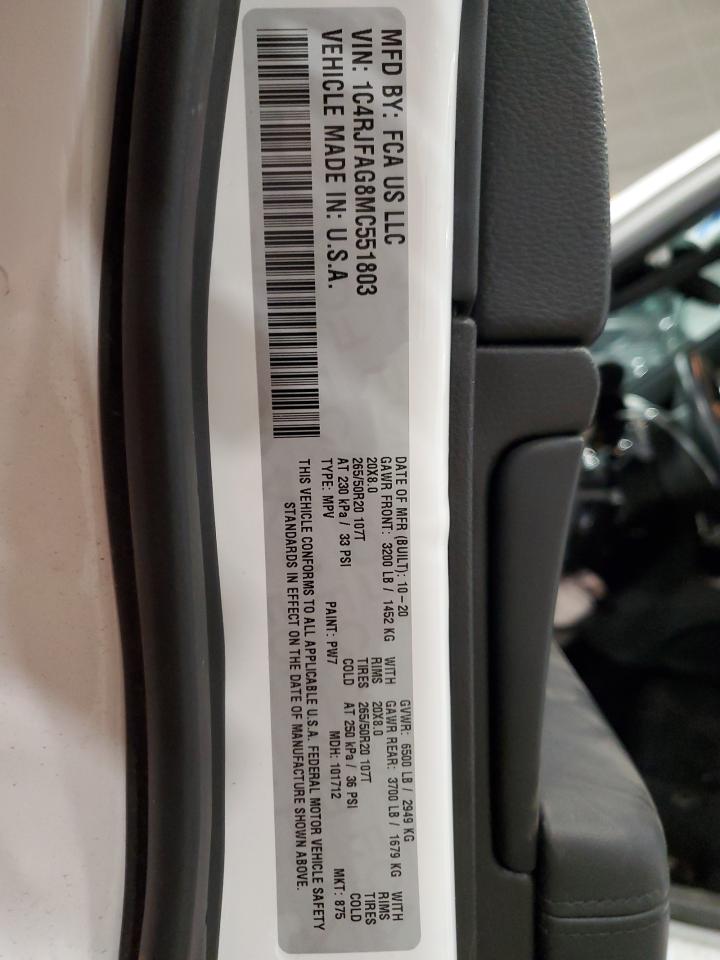 MFD BY: FCA US LLC
VIN: 1C4RJFAG8MC551803
VEHICLE MADE IN: U.S.A.
DATE OF MFR (BUILT): 10-20 GVWR: 6500 LB / 2949 KG
GAWR FRONT: 3200 LB / 1452 KG WITH GAWR REAR: 3700 LB / 1679 KG WITH
20X8.0 RIMS 20X8.0 RIMS
265/50R20 107T TIRES 265/50R20 107T TIRES
AT 230 kPa / 33 PSI COLD AT 250 kPa / 36 PSI COLD
TYPE: MPV PAINT: PW7 MDH: 101712 MKT: 875
THIS VEHICLE CONFORMS TO ALL APPLICABLE U.S.A. FEDERAL MOTOR VEHICLE SAFETY
STANDARDS IN EFFECT ON THE DATE OF MANUFACTURE SHOWN ABOVE.